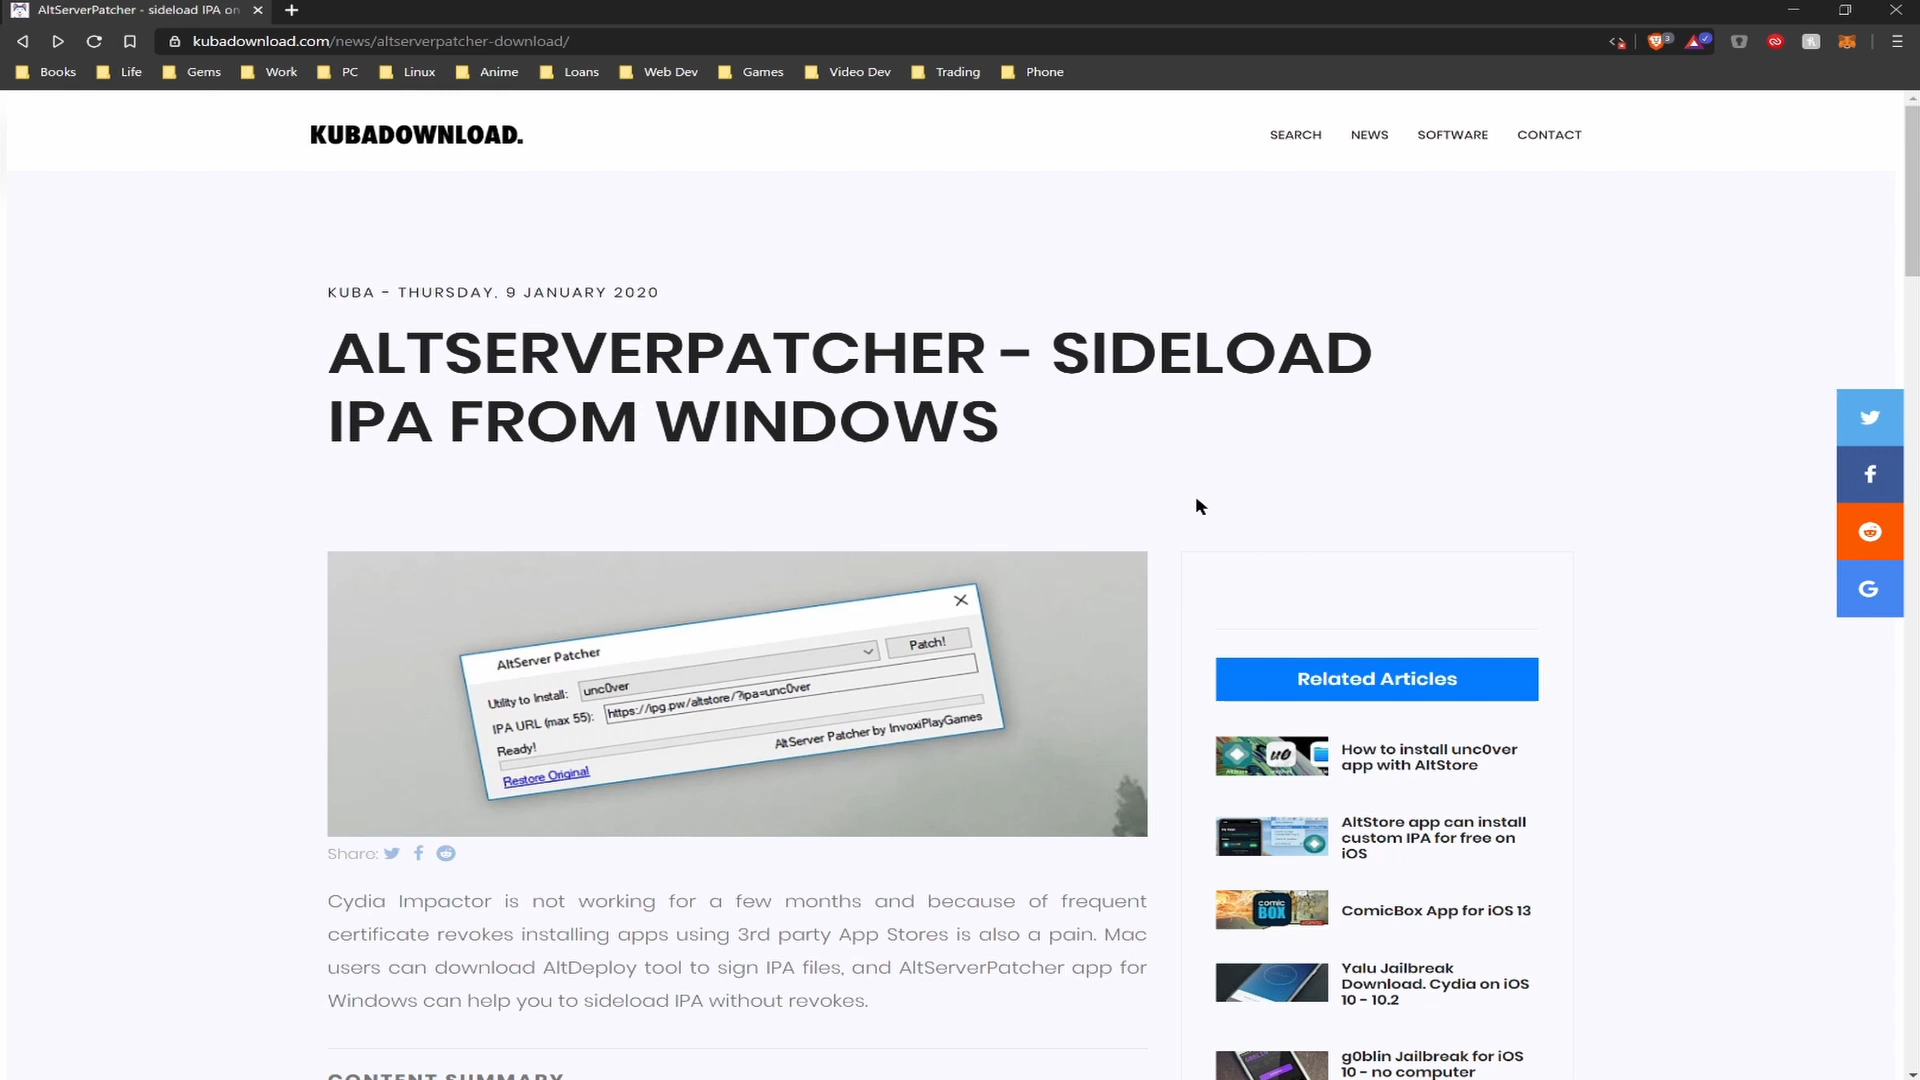 AltServerPatcher - sideload IPA on
kubadownload.com/news/altserverpatcher-download/
3
Books
Life
Gems
Work
PC
Linux
Anime
Loans
Web Dev
Games
Video Dev
Trading
Phone
KUBADOWNLOAD.
SEARCH
NEWS
SOFTWARE
CONTACT
KUBA - THURSDAY, 9 JANUARY 2020
ALTSERVERPATCHER - SIDELOAD
IPA FROM WINDOWS
AltServer Patcher
Utility to Install:
unc0ver
Patch!
IPA URL (max 55):
https://ipg.pw/altstore/?ipa=unc0ver
Ready!
AltServer Patcher by InvoxiPlayGames
Restore Original
Share:
Cydia Impactor is not working for a few months and because of frequent
certificate revokes installing apps using 3rd party App Stores is also a pain. Mac
users can download AltDeploy tool to sign IPA files, and AltServerPatcher app for
Windows can help you to sideload IPA without revokes.
CONTENT SUMMARY
Related Articles
How to install unc0ver
app with AltStore
AltStore app can install
custom IPA for free on
iOS
COMIC
BOX
ComicBox App for iOS 13
Yalu Jailbreak
Download. Cydia on iOS
10 - 10.2
g0blin Jailbreak for iOS
10 - no computer